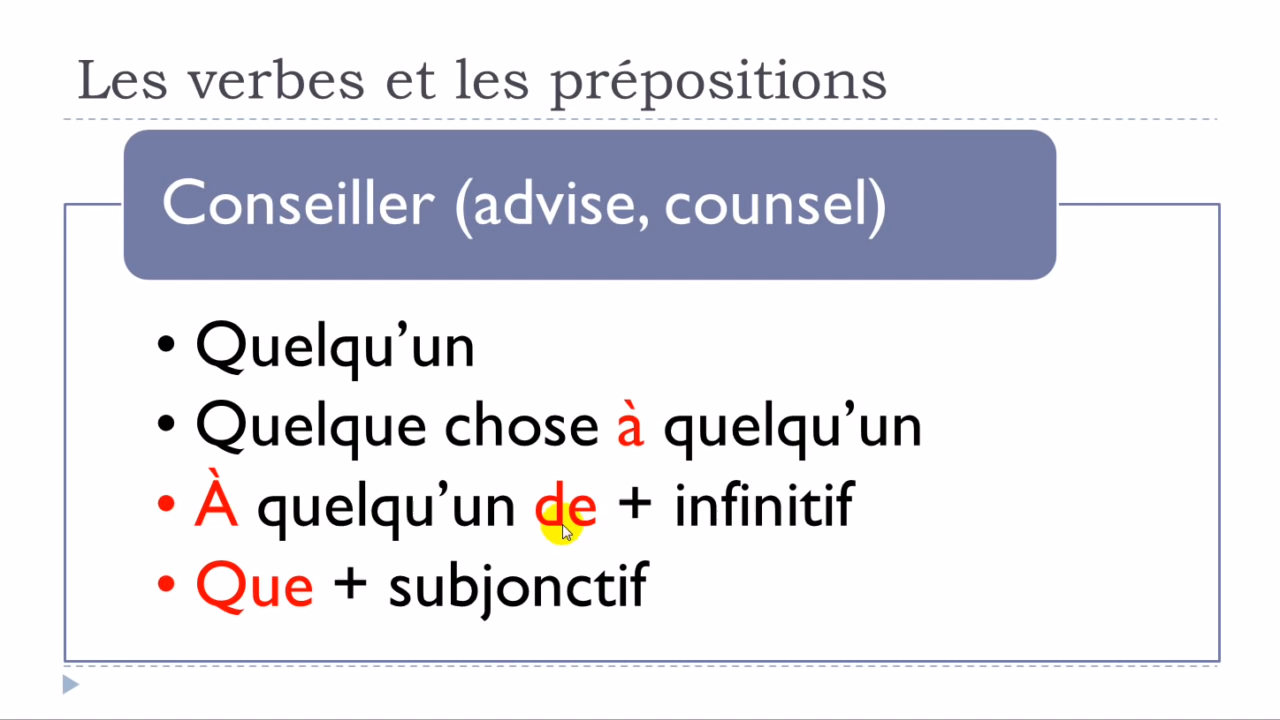 Les verbes et les prépositions
Conseiller (advise, counsel)
• Quelqu’un
• Quelque chose à quelqu’un
• À quelqu’un de + infinitif
• Que + subjonctif